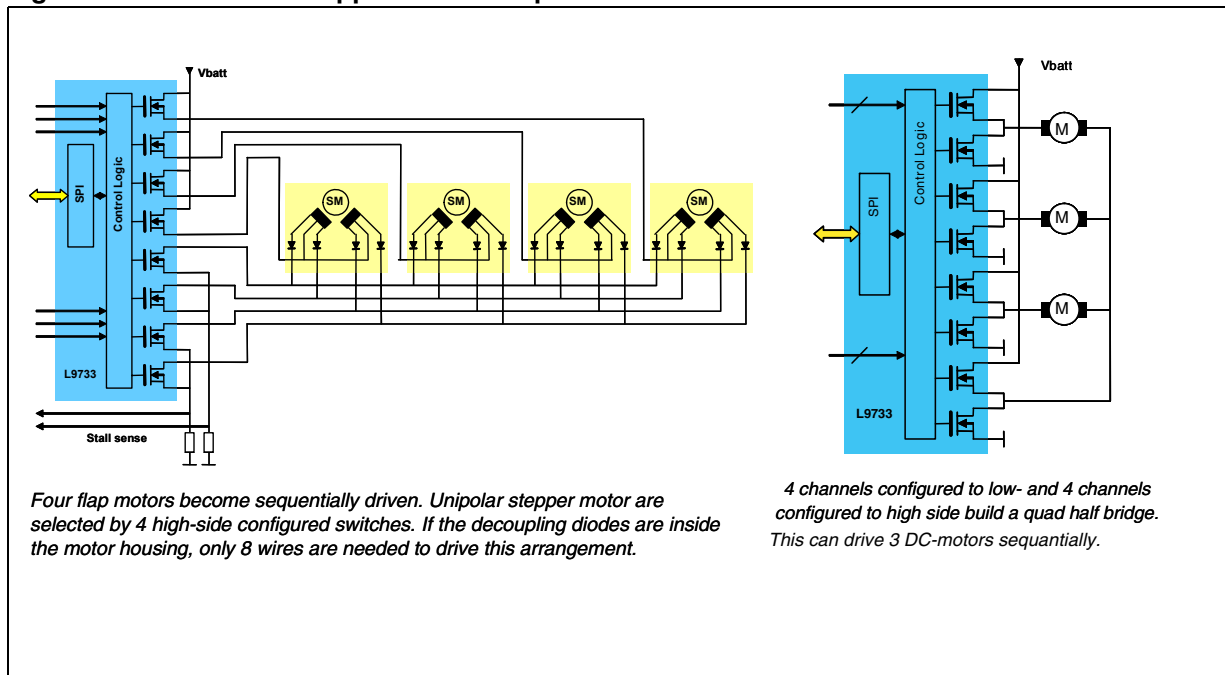 Vbatt
SPI
Control Logic
L9733
SM
SM
SM
SM
Stall sense
Four flap motors become sequentially driven. Unipolar stepper motor are
selected by 4 high-side configured switches. If the decoupling diodes are inside
the motor housing, only 8 wires are needed to drive this arrangement.
Vbatt
SPI
Control Logic
L9733
M
M
M
4 channels configured to low- and 4 channels
configured to high side build a quad half bridge.
This can drive 3 DC-motors sequantially.